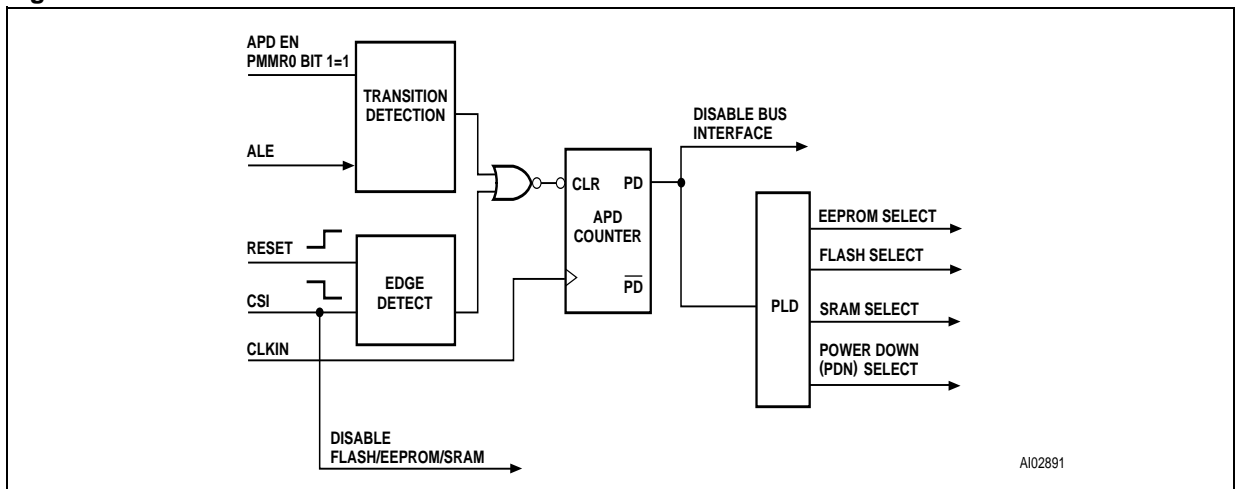 APD EN
PMMR0 BIT 1=1
TRANSITION
DETECTION
ALE
RESET
CSI
EDGE
DETECT
CLKIN
DISABLE
FLASH/EEPROM/SRAM
CLR
PD
APD
COUNTER
PD
DISABLE BUS
INTERFACE
PLD
EEPROM SELECT
FLASH SELECT
SRAM SELECT
POWER DOWN
(PDN) SELECT
AI02891